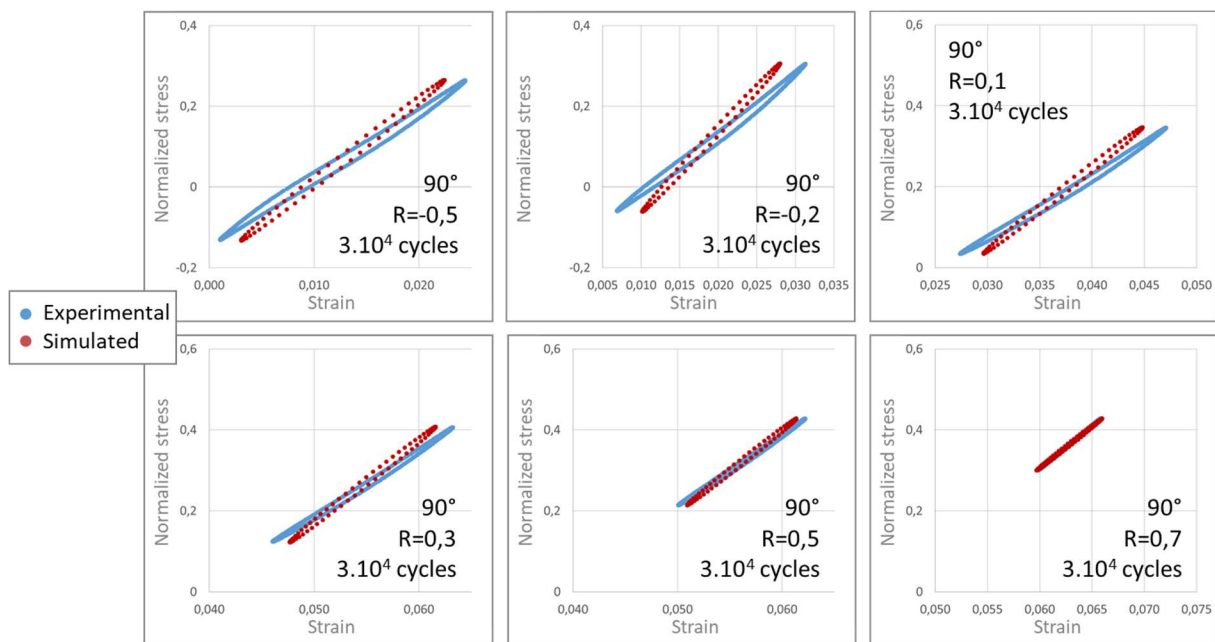 0,4
0,2
0
-0,2
Normalized stress
0,000
0,010
0,020
Strain
90°
R=-0,5
3.10⁴ cycles
0,4
0,2
0
-0,2
Normalized stress
0,005
0,010
0,015
0,020
0,025
0,030
0,035
Strain
90°
R=-0,2
3.10⁴ cycles
0,6
0,4
0,2
0
Normalized stress
0,025
0,030
0,035
0,040
0,045
0,050
Strain
90°
R=0,1
3.10⁴ cycles
Experimental
Simulated
0,6
0,4
0,2
0
Normalized stress
0,040
0,050
0,060
Strain
90°
R=0,3
3.10⁴ cycles
0,6
0,4
0,2
0
Normalized stress
0,040
0,050
0,060
Strain
90°
R=0,5
3.10⁴ cycles
0,6
0,4
0,2
0
Normalized stress
0,050
0,055
0,060
0,065
0,070
0,075
Strain
90°
R=0,7
3.10⁴ cycles